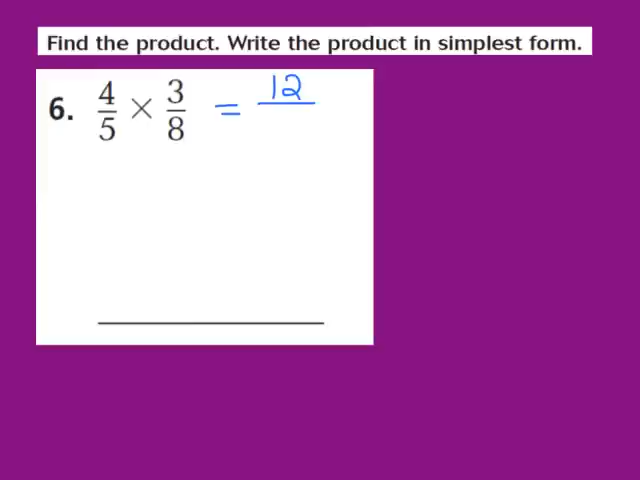 Find the product. Write the product in simplest form.
6. 4/5 × 3/8 = 12